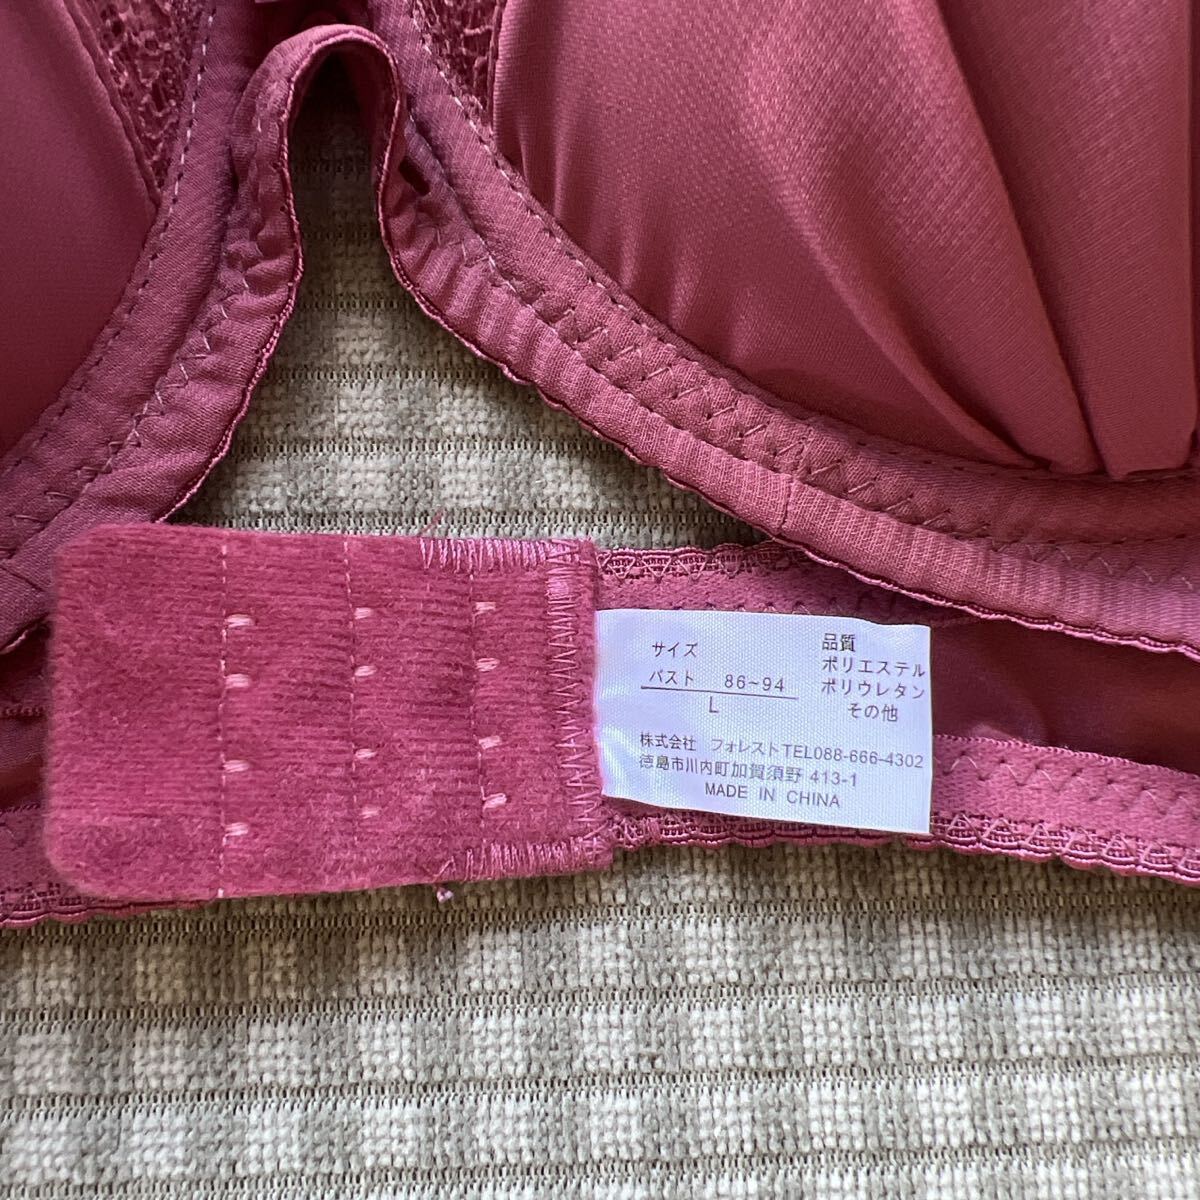 サイズ
バスト 86~94
L
品質
ポリエステル
ポリウレタン
その他
株式会社 フォレストTEL088-666-4302
徳島市川内町加賀須野 413-1
MADE IN CHINA